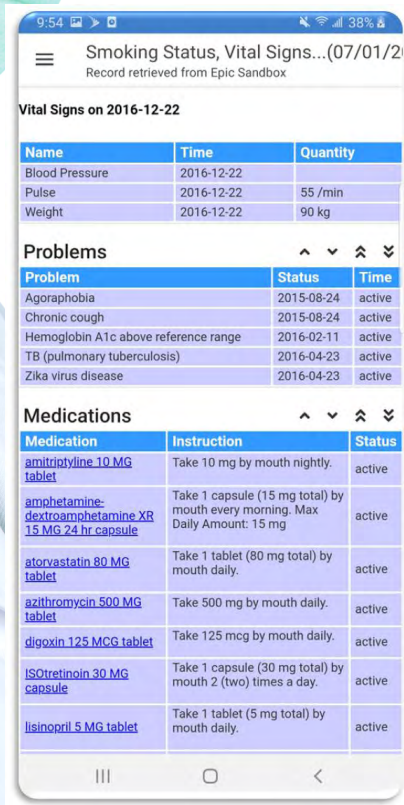 9:54 38%
Smoking Status, Vital Signs...(07/01/2
Record retrieved from Epic Sandbox
Vital Signs on 2016-12-22
Name Time Quantity
Blood Pressure 2016-12-22
Pulse 2016-12-22 55 /min
Weight 2016-12-22 90 kg
Problems
Problem Status Time
Agoraphobia 2015-08-24 active
Chronic cough 2015-08-24 active
Hemoglobin A1c above reference range 2016-02-11 active
TB (pulmonary tuberculosis) 2016-04-23 active
Zika virus disease 2016-04-23 active
Medications
Medication Instruction Status
amitriptyline 10 MG tablet Take 10 mg by mouth nightly. active
amphetamine-dextroamphetamine XR 15 MG 24 hr capsule Take 1 capsule (15 mg total) by mouth every morning. Max Daily Amount: 15 mg active
atorvastatin 80 MG tablet Take 1 tablet (80 mg total) by mouth daily. active
azithromycin 500 MG tablet Take 500 mg by mouth daily. active
digoxin 125 MCG tablet Take 125 mcg by mouth daily. active
ISOtretinoin 30 MG capsule Take 1 capsule (30 mg total) by mouth 2 (two) times a day. active
lisinopril 5 MG tablet Take 1 tablet (5 mg total) by mouth daily. active